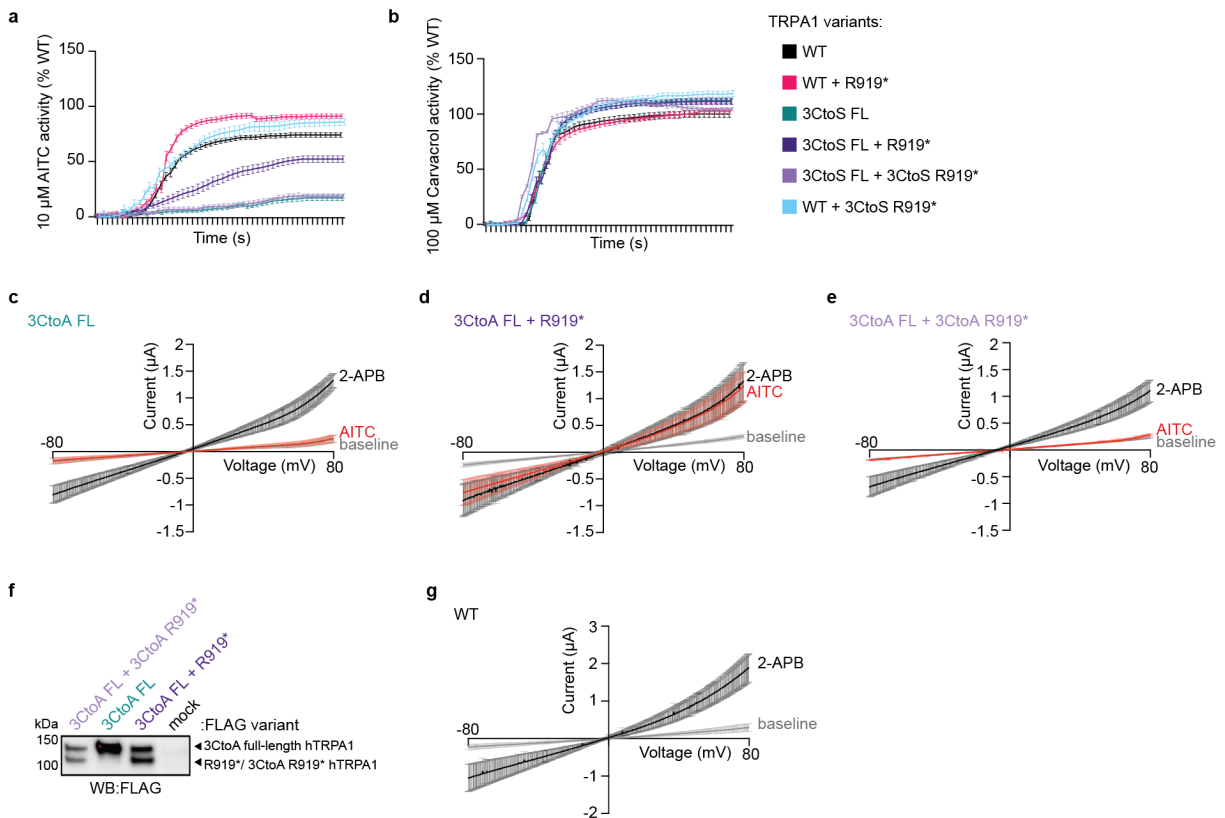 a
10 µM AITC activity (% WT)
150
100
50
0
Time (s)
b
100 µM Carvacrol activity (% WT)
150
100
50
0
Time (s)
TRPA1 variants:
WT
WT + R919*
3CtoS FL
3CtoS FL + R919*
3CtoS FL + 3CtoS R919*
WT + 3CtoS R919*
c
3CtoA FL
Current (µA)
2
1.5
1
0.5
-0.5
-1
-1.5
-80
80
Voltage (mV)
2-APB
AITC
baseline
d
3CtoA FL + R919*
Current (µA)
2
1.5
1
0.5
-0.5
-1
-1.5
-80
80
Voltage (mV)
2-APB
AITC
baseline
e
3CtoA FL + 3CtoA R919*
Current (µA)
2
1.5
1
0.5
-0.5
-1
-1.5
-80
80
Voltage (mV)
2-APB
AITC
baseline
f
3CtoA FL + 3CtoA R919*
3CtoA FL
3CtoA FL + R919*
mock
:FLAG variant
kDa
150
100
3CtoA full-length hTRPA1
R919*/ 3CtoA R919* hTRPA1
WB:FLAG
g
WT
Current (µA)
3
2
1
-1
-2
-80
80
Voltage (mV)
2-APB
baseline